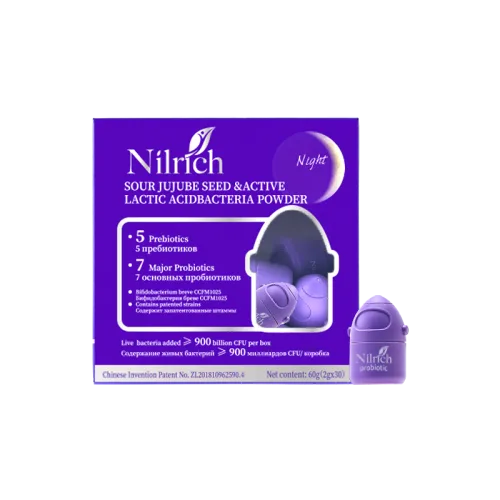 Nilrich
Night
SOUR JUJUBE SEED &ACTIVE
LACTIC ACIDBACTERIA POWDER
• 5 Prebiotics
5 пребиотиков
• 7 Major Probiotics
7 основных пробиотиков
• Bifidobacterium breve CCFM1025
Бифидобактерия бреве CCFM1025
• Contains patented strains
Содержит запатентованные штаммы
Live bacteria added ⩾ 900 billion CFU per box
Содержание живых бактерий ⩾ 900 миллиардов CFU/ коробка
Chinese Invention Patent No. ZL201810962590.4
Net content: 60g(2gx30)
Nilrich
probiotic